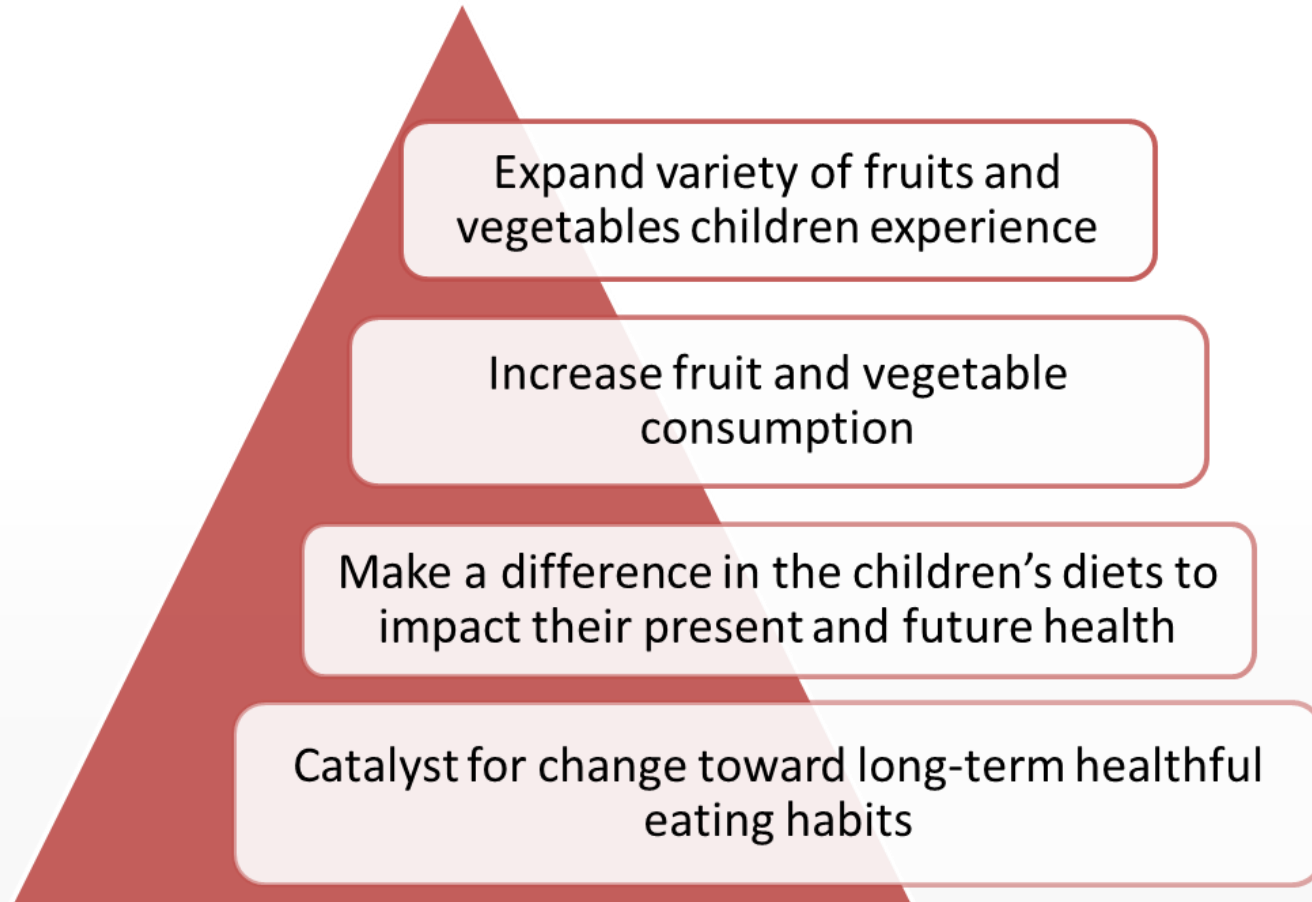 Expand variety of fruits and
vegetables children experience
Increase fruit and vegetable
consumption
Make a difference in the children’s diets to
impact their present and future health
Catalyst for change toward long-term healthful
eating habits